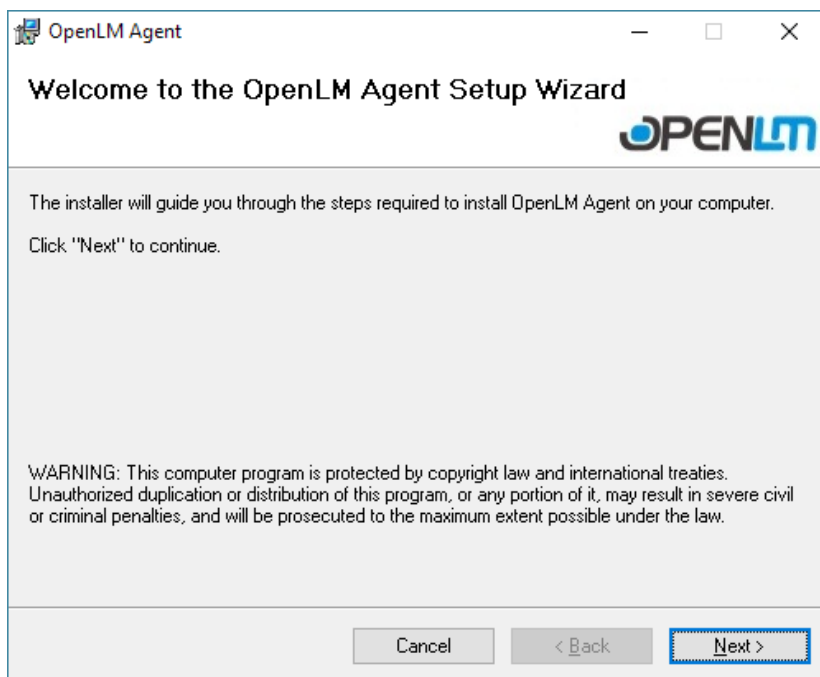 OpenLM Agent
Welcome to the OpenLM Agent Setup Wizard
OPENLM
The installer will guide you through the steps required to install OpenLM Agent on your computer.
Click "Next" to continue.
WARNING: This computer program is protected by copyright law and international treaties.
Unauthorized duplication or distribution of this program, or any portion of it, may result in severe civil
or criminal penalties, and will be prosecuted to the maximum extent possible under the law.
Cancel < Back Next >